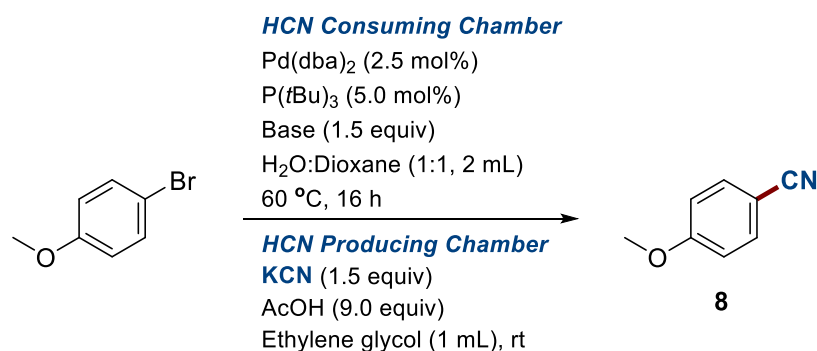 HCN Consuming Chamber
Pd(dba)₂ (2.5 mol%)
P(tBu)₃ (5.0 mol%)
Base (1.5 equiv)
H₂O:Dioxane (1:1, 2 mL)
60 °C, 16 h
Br
O
HCN Producing Chamber
KCN (1.5 equiv)
AcOH (9.0 equiv)
Ethylene glycol (1 mL), rt
CN
O
8